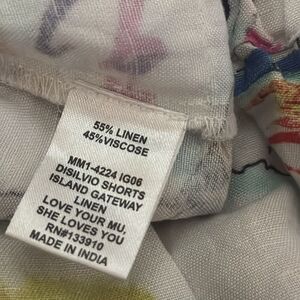 55% LINEN
45%VISCOSE
MM1-4224 IG06
DISILVIO SHORTS
ISLAND GATEWAY
LINEN
LOVE YOUR MU,
SHE LOVES YOU
RN#133910
MADE IN INDIA